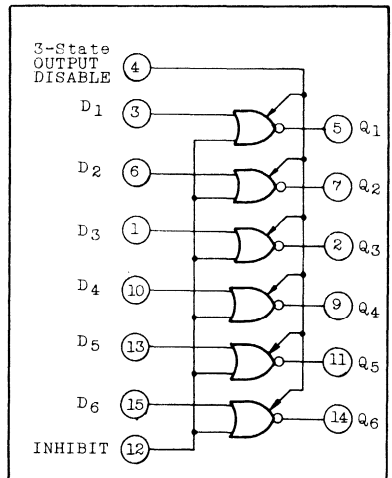 3-State
OUTPUT
DISABLE 4
D1 3
5 Q1
D2 6
7 Q2
D3 1
2 Q3
D4 10
9 Q4
D5 13
11 Q5
D6 15
14 Q6
INHIBIT 12